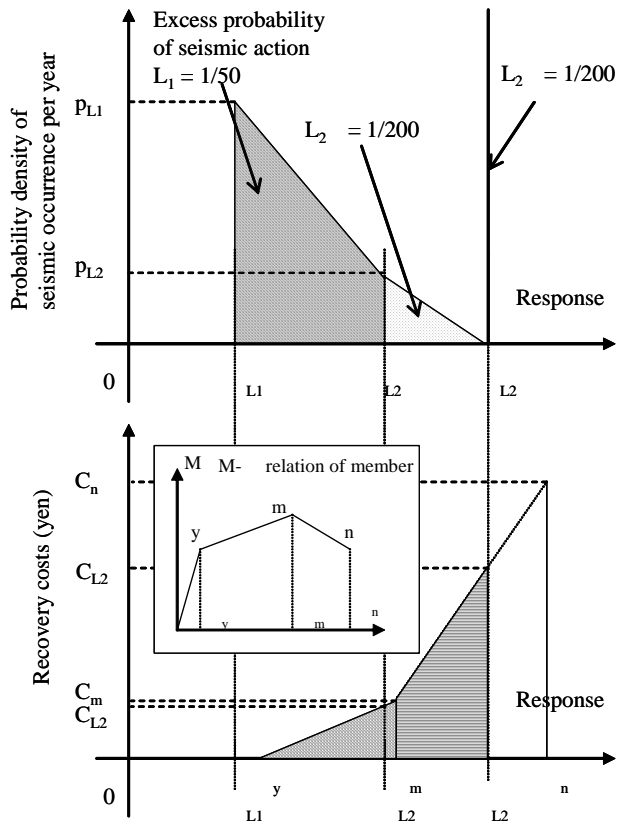 Excess probability
of seismic action
L1 = 1/50
L2 = 1/200
L2 = 1/200
pL1
pL2
Probability density of
seismic occurrence per year
Response
0
L1
L2
L2
M M- relation of member
y
m
n
y
m
n
Cn
CL2
Cm
CL2
Recovery costs (yen)
Response
0
y
m
n
L1
L2
L2